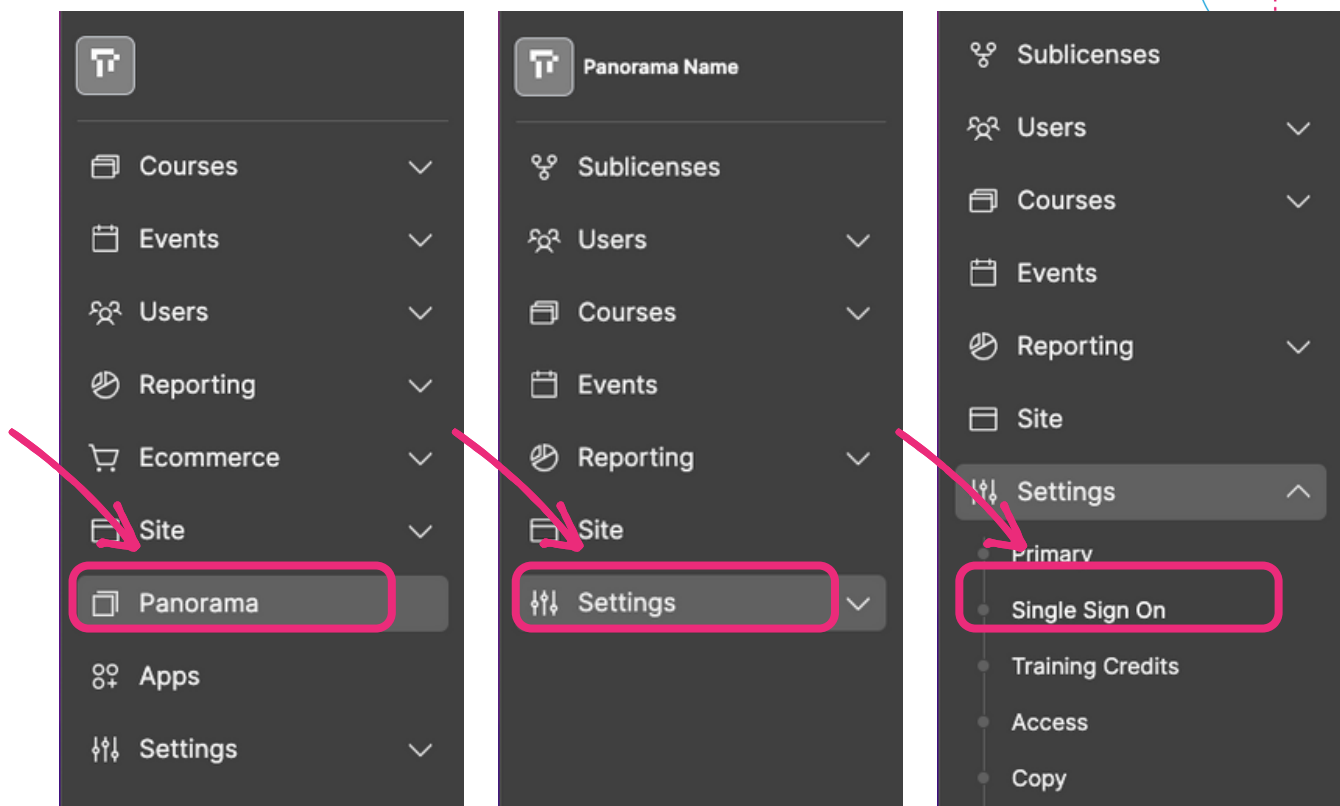 Courses
Events
Users
Reporting
Ecommerce
Site
Panorama
Apps
Settings
Panorama Name
Sublicenses
Users
Courses
Events
Reporting
Site
Settings
Sublicenses
Users
Courses
Events
Reporting
Site
Settings
Primary
Single Sign On
Training Credits
Access
Copy